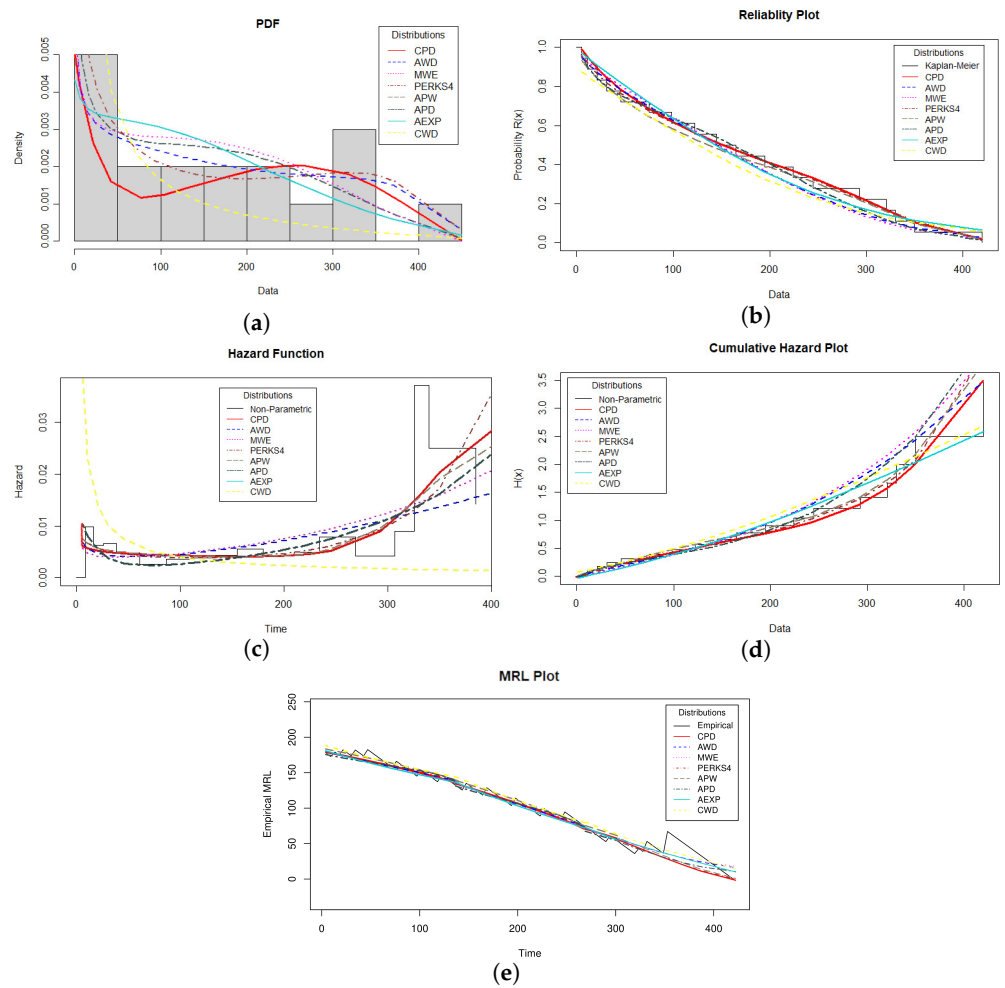 PDF
Density
0.000 0.001 0.002 0.003 0.004 0.005
Distributions
CPD
AWD
MWE
PERKS4
APW
APD
AEXP
CWD
0 100 200 300 400
Data
(a)
Reliablity Plot
Probability R(x)
0.0 0.2 0.4 0.6 0.8 1.0
Distributions
Kaplan-Meier
CPD
AWD
MWE
PERKS4
APW
APD
AEXP
CWD
0 100 200 300 400
Data
(b)
Hazard Function
Hazard
0.00 0.01 0.02 0.03
Distributions
Non-Parametric
CPD
AWD
MWE
PERKS4
APW
APD
AEXP
CWD
0 100 200 300 400
Time
(c)
Cumulative Hazard Plot
H(x)
0.0 0.5 1.0 1.5 2.0 2.5 3.0 3.5
Distributions
Non-Parametric
CPD
AWD
MWE
PERKS4
APW
APD
AEXP
CWD
0 100 200 300 400
Data
(d)
MRL Plot
Empirical MRL
0 50 100 150 200 250
Distributions
Empirical
CPD
AWD
MWE
PERKS4
APW
APD
AEXP
CWD
0 100 200 300 400
Time
(e)